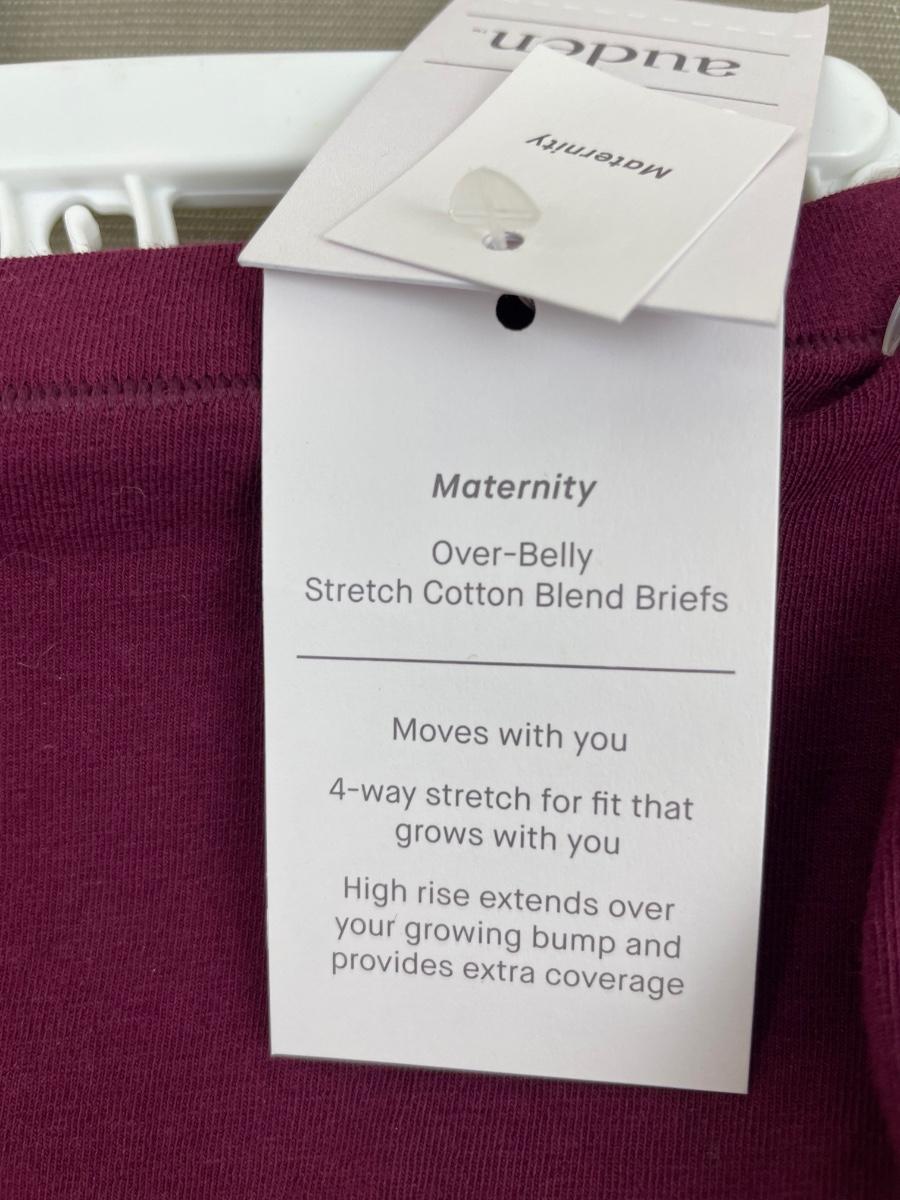 auden™
Maternity
Maternity
Over-Belly
Stretch Cotton Blend Briefs
Moves with you
4-way stretch for fit that
grows with you
High rise extends over
your growing bump and
provides extra coverage